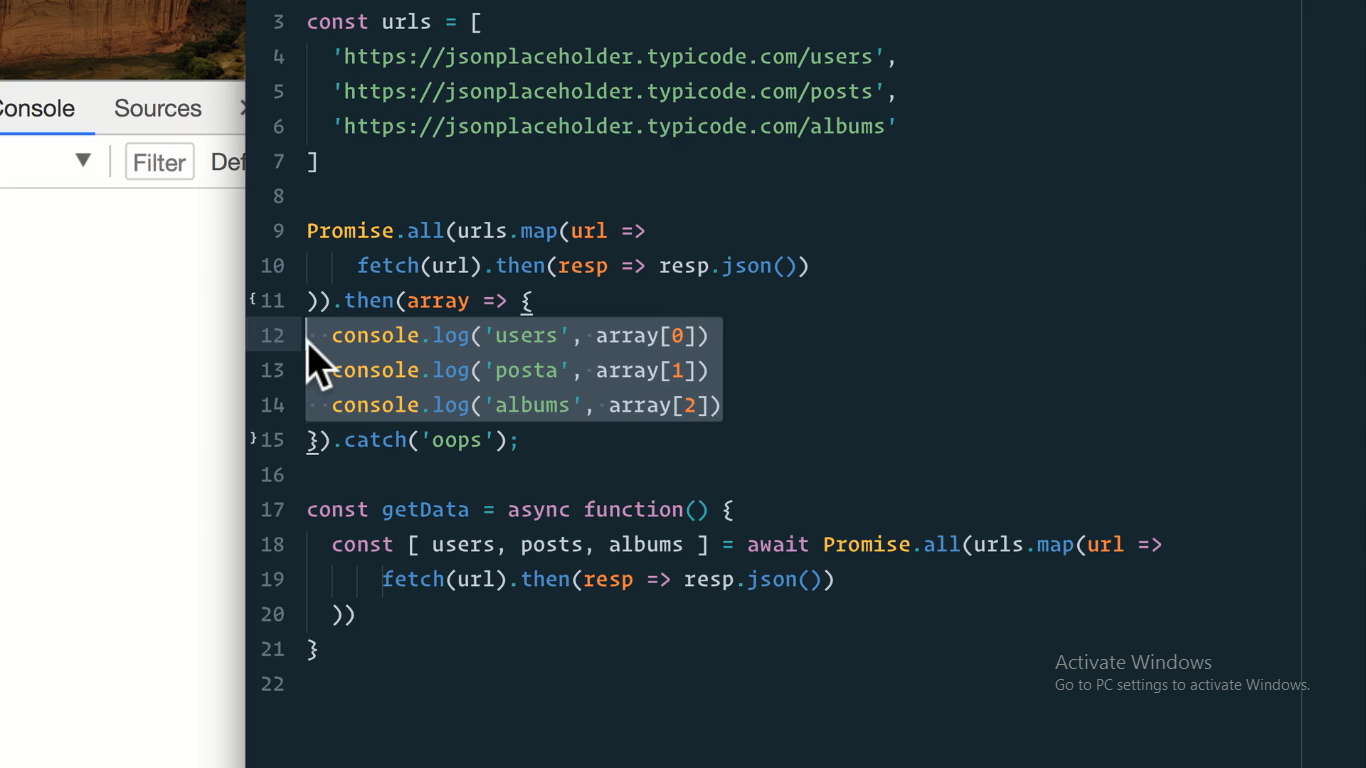 Console Sources
Filter Def
3 const urls = [
4 'https://jsonplaceholder.typicode.com/users',
5 'https://jsonplaceholder.typicode.com/posts',
6 'https://jsonplaceholder.typicode.com/albums'
7 ]
8
9 Promise.all(urls.map(url =>
10 fetch(url).then(resp => resp.json())
{11 )).then(array => {
12 console.log('users', array[0])
13 console.log('posta', array[1])
14 console.log('albums', array[2])
}15 }).catch('oops');
16
17 const getData = async function() {
18 const [ users, posts, albums ] = await Promise.all(urls.map(url =>
19 fetch(url).then(resp => resp.json())
20 ))
21 }
22
Activate Windows
Go to PC settings to activate Windows.